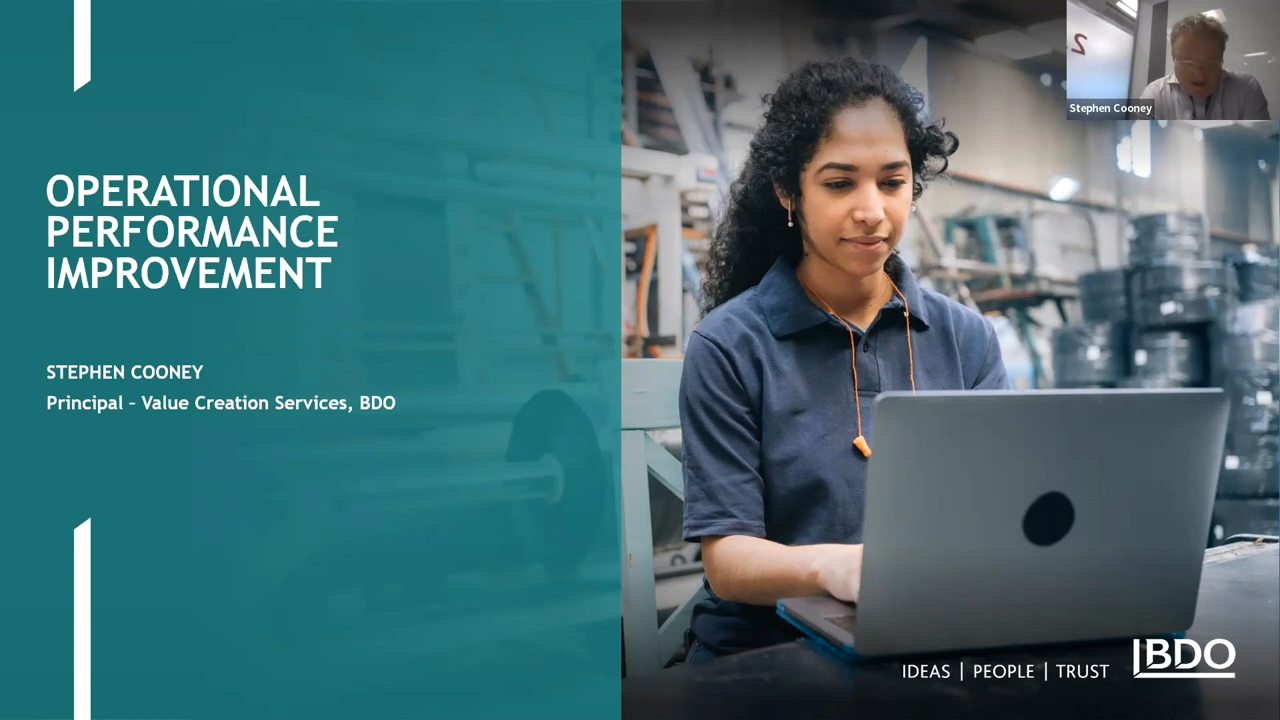 OPERATIONAL
PERFORMANCE
IMPROVEMENT
STEPHEN COONEY
Principal – Value Creation Services, BDO
Stephen Cooney
IDEAS | PEOPLE | TRUST
BDO